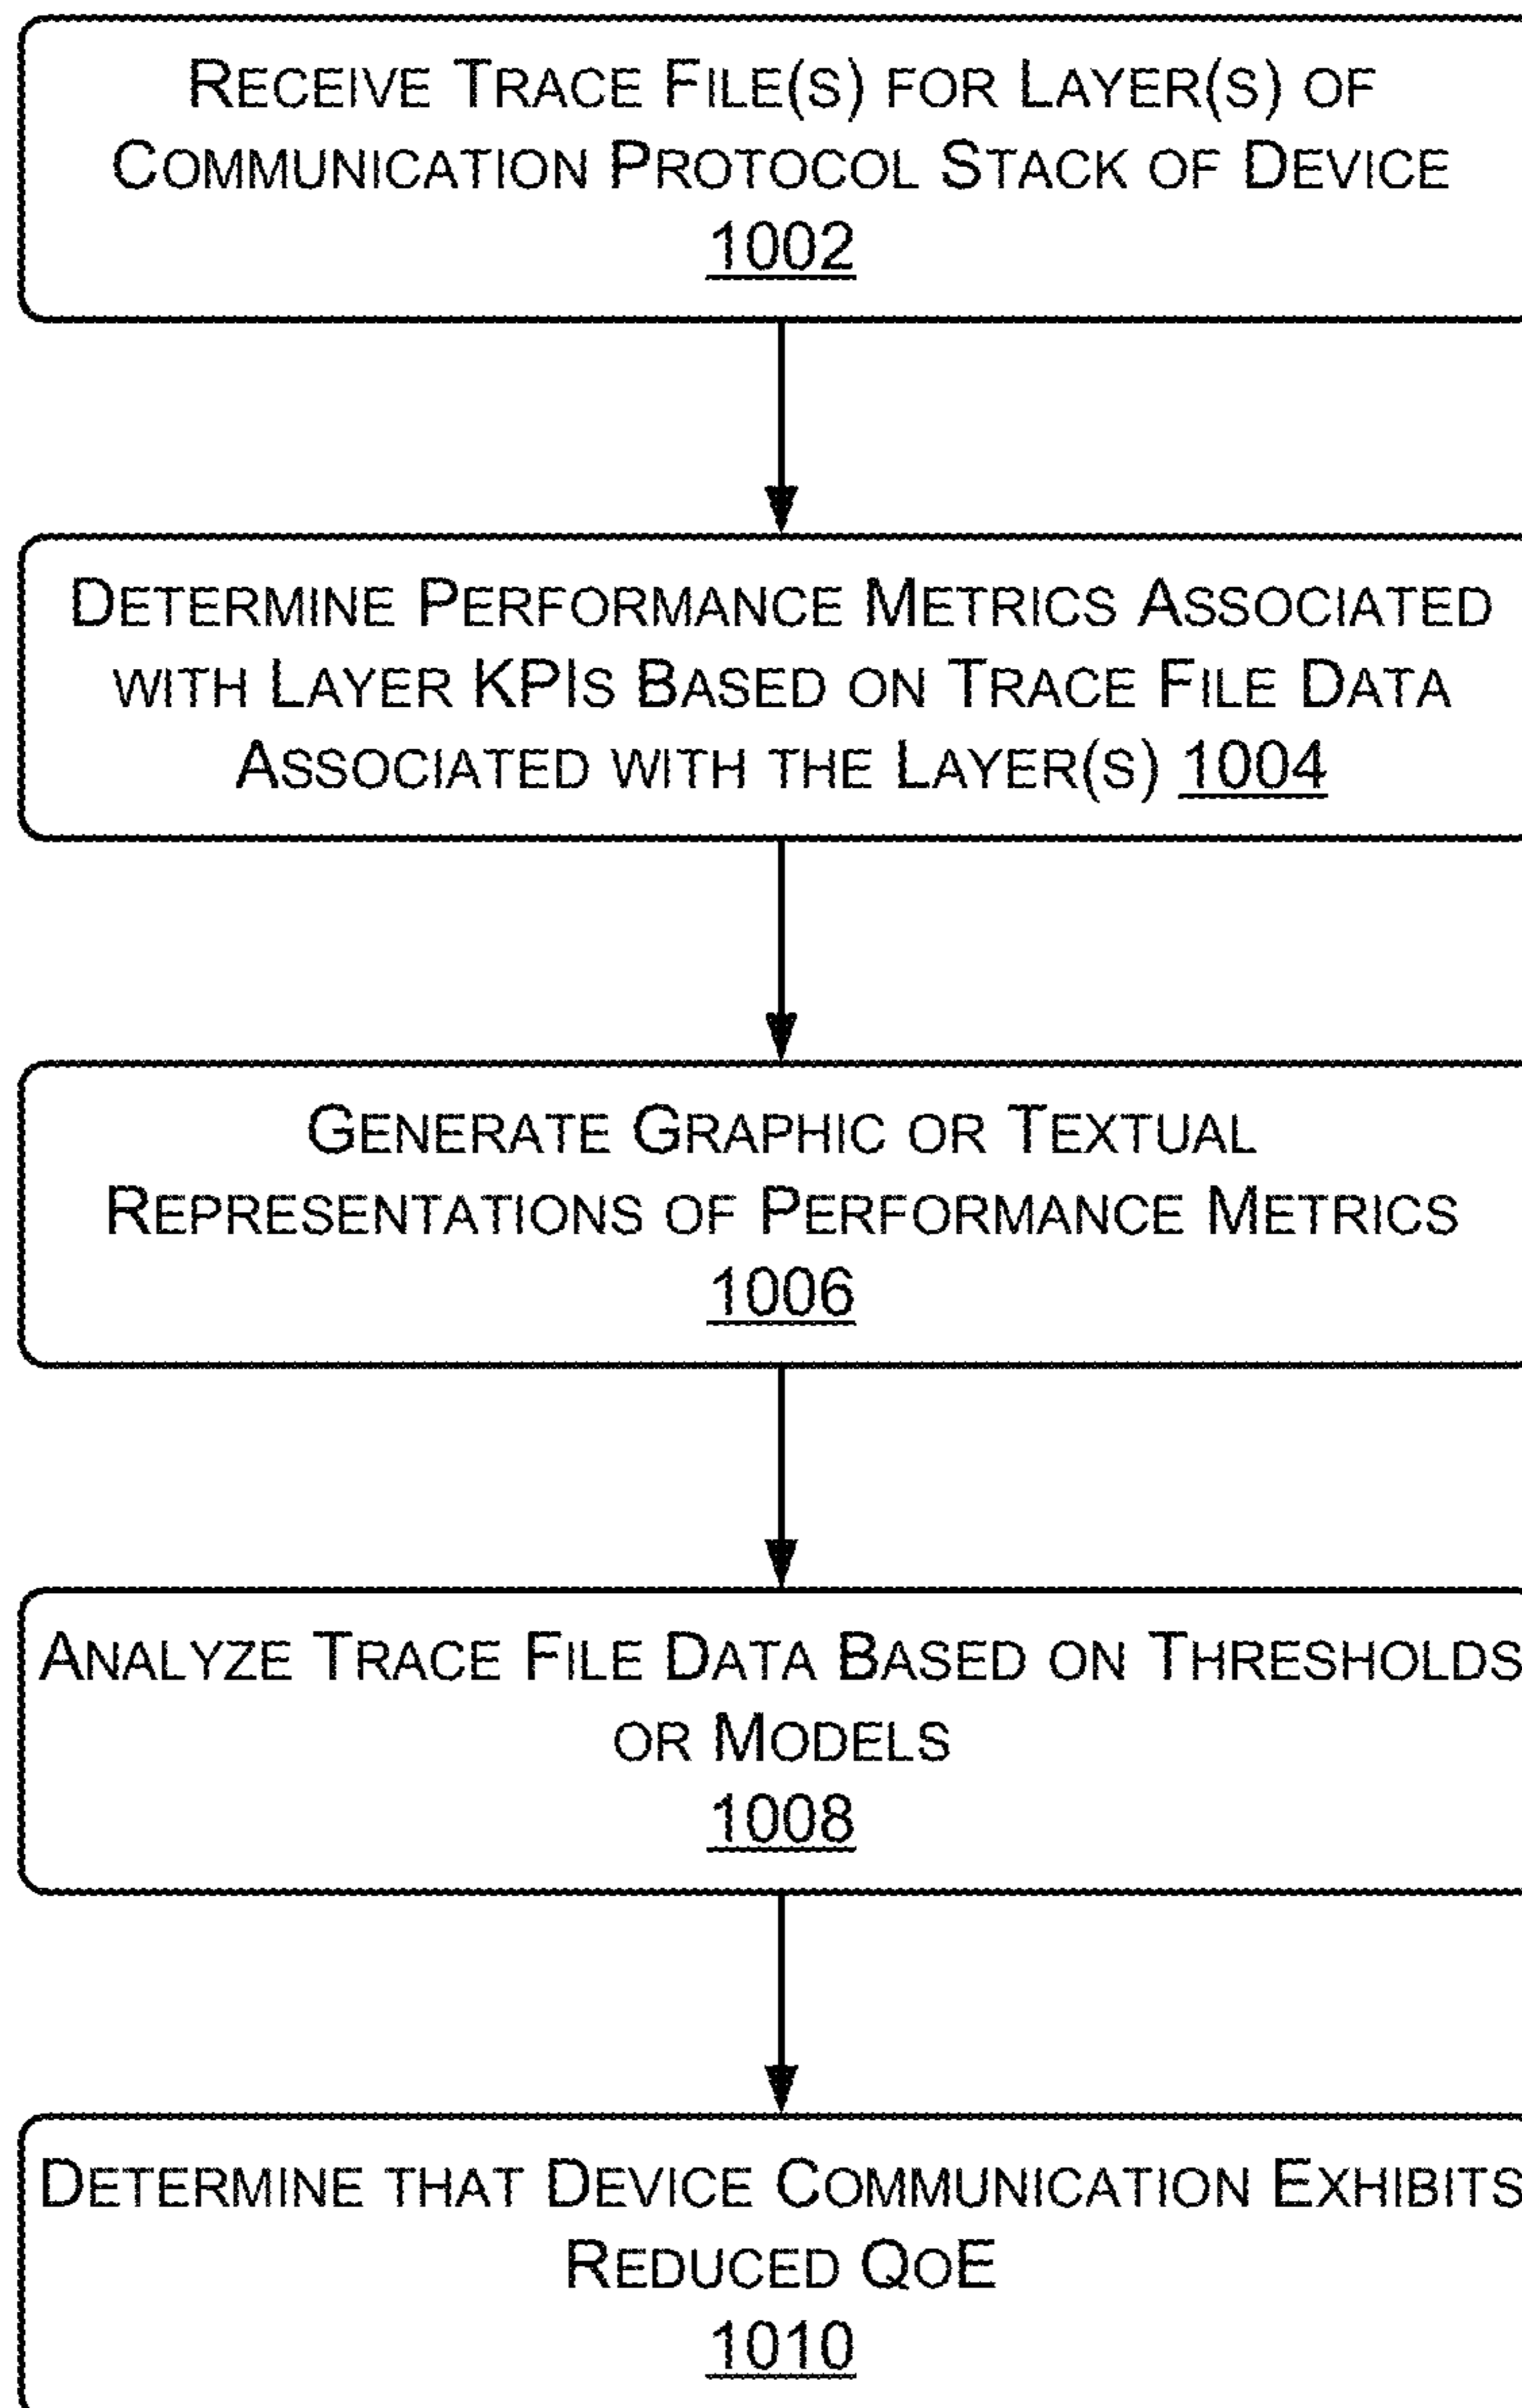 Receive Trace File(s) for Layer(s) of
Communication Protocol Stack of Device
1002
Determine Performance Metrics Associated
with Layer KPIs Based on Trace File Data
Associated with the Layer(s) 1004
Generate Graphic or Textual
Representations of Performance Metrics
1006
Analyze Trace File Data Based on Thresholds
or Models
1008
Determine that Device Communication Exhibits
Reduced QoE
1010